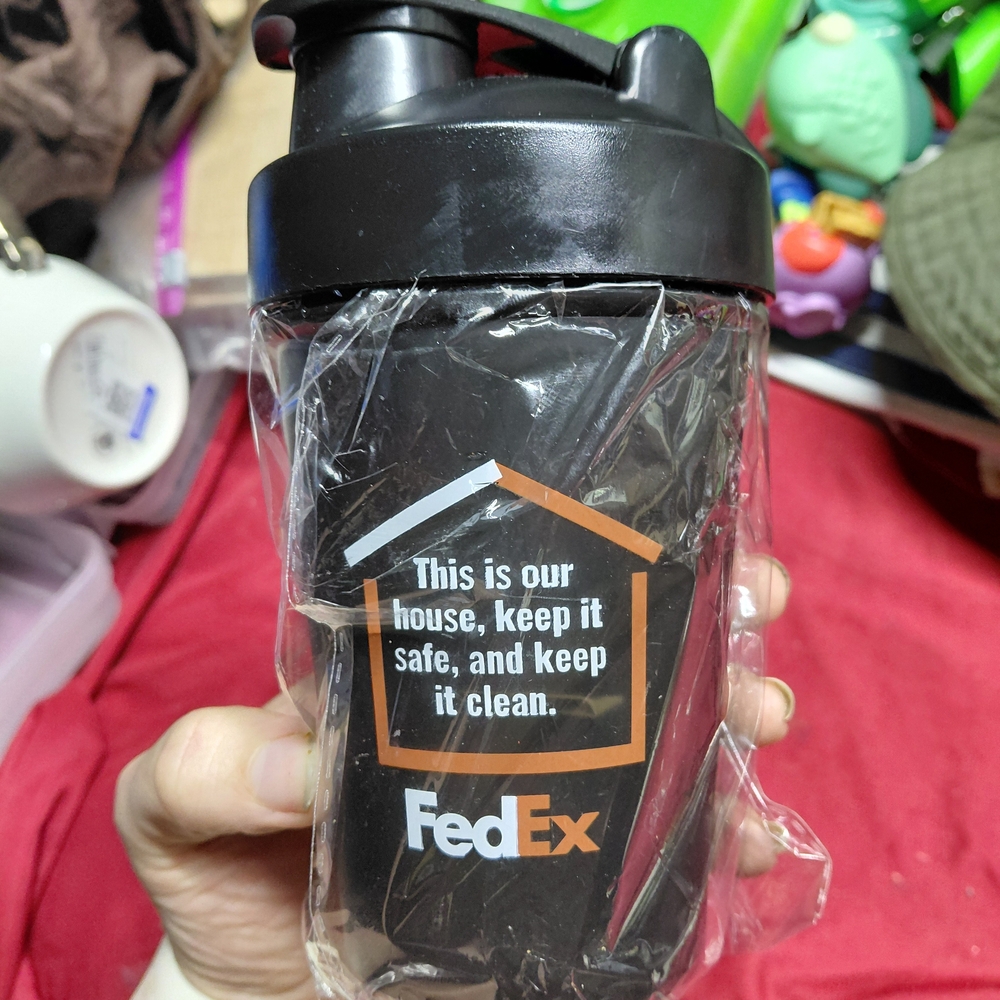 This is our
house, keep it
safe, and keep
it clean.
FedEx